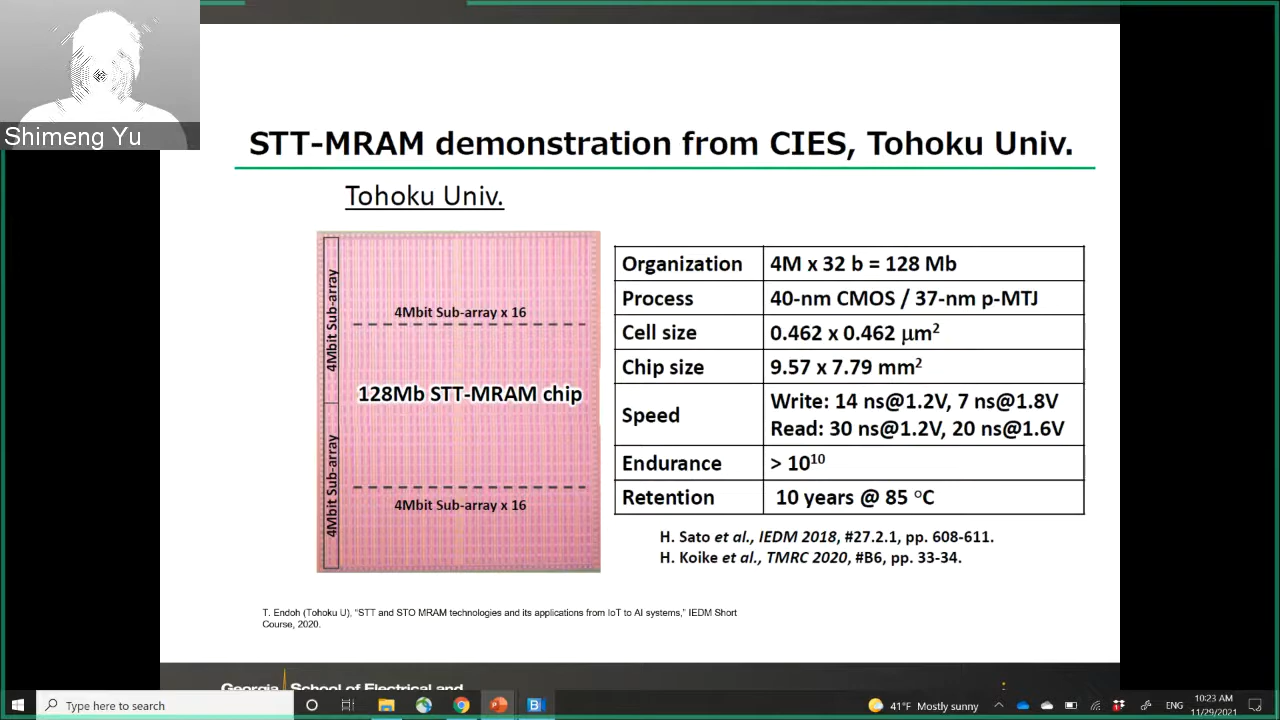 Shimeng Yu
STT-MRAM demonstration from CIES, Tohoku Univ.
Tohoku Univ.
4Mbit Sub-array
4Mbit Sub-array
4Mbit Sub-array x 16
128Mb STT-MRAM chip
4Mbit Sub-array x 16
Organization 4M x 32 b = 128 Mb
Process 40-nm CMOS / 37-nm p-MTJ
Cell size 0.462 x 0.462 μm²
Chip size 9.57 x 7.79 mm²
Speed Write: 14 ns@1.2V, 7 ns@1.8V
Read: 30 ns@1.2V, 20 ns@1.6V
Endurance > 10¹⁰
Retention 10 years @ 85 °C
H. Sato et al., IEDM 2018, #27.2.1, pp. 608-611.
H. Koike et al., TMRC 2020, #B6, pp. 33-34.
T. Endoh (Tohoku U), "STT and STO MRAM technologies and its applications from IoT to AI systems," IEDM Short
Course, 2020.
Georgia School of Electrical and
Type here to search
41°F Mostly sunny
ENG
10:23 AM
11/29/2021